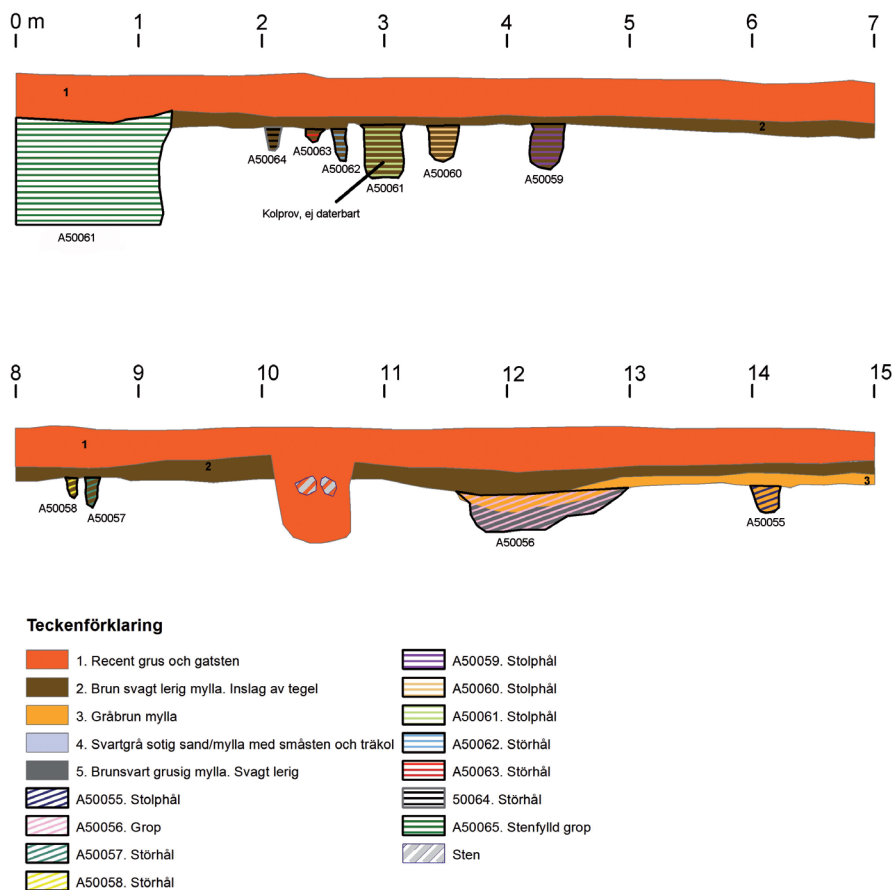 0 m 1 2 3 4 5 6 7
1
2
A50064
A50063
A50062
A50061
A50060
A50059
Kolprov, ej daterbart
A50061
8 9 10 11 12 13 14 15
1
2
3
A50058
A50057
A50056
A50055
Teckenförklaring
1. Recent grus och gatsten
2. Brun svagt lerig mylla. Inslag av tegel
3. Gråbrun mylla
4. Svartgrå sotig sand/mylla med småsten och träkol
5. Brunsvart grusig mylla. Svagt lerig
A50055. Stolphål
A50056. Grop
A50057. Störhål
A50058. Störhål
A50059. Stolphål
A50060. Stolphål
A50061. Stolphål
A50062. Störhål
A50063. Störhål
50064. Störhål
A50065. Stenfylld grop
Sten